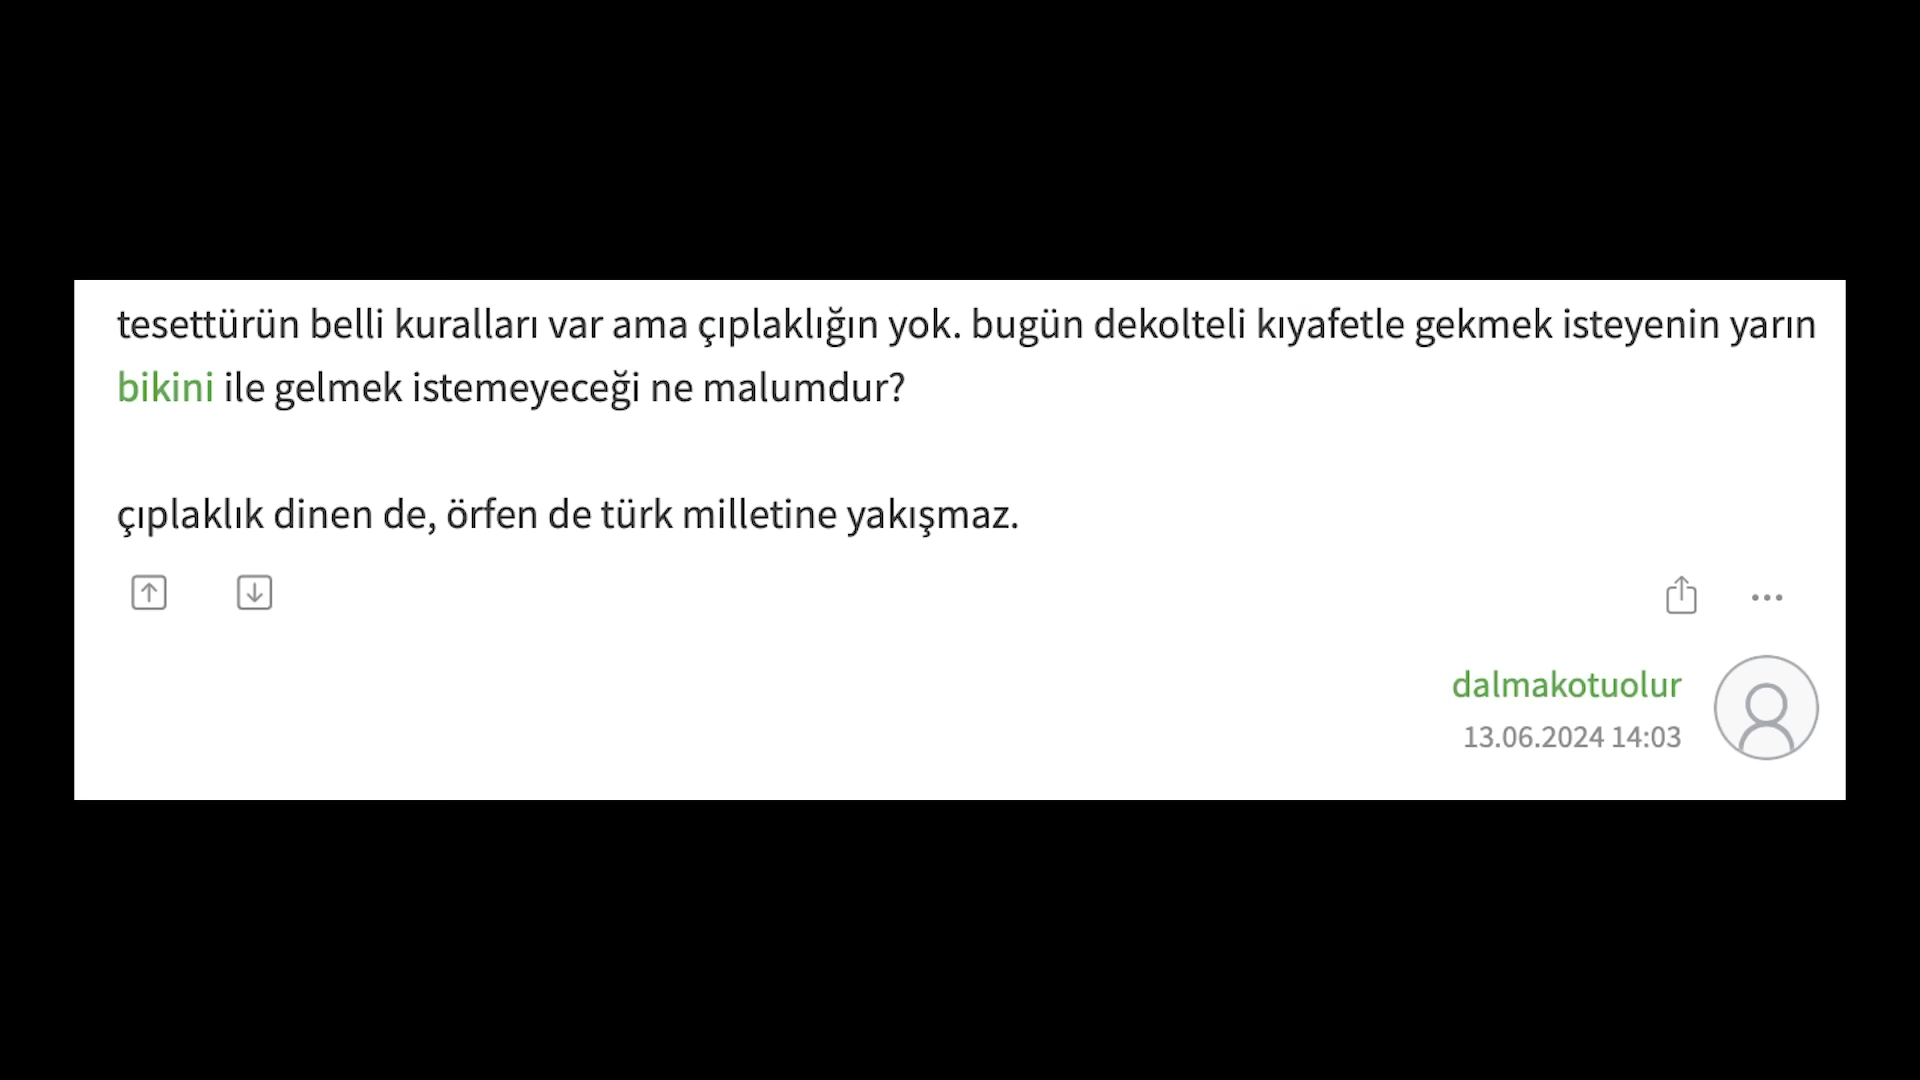 tesettürün belli kuralları var ama çıplaklığın yok. bugün dekolteli kıyafetle gekmek isteyenin yarın
bikini ile gelmek istemeyeceği ne malumdur?
çıplaklık dinen de, örfen de türk milletine yakışmaz.
dalmakotuolur
13.06.2024 14:03